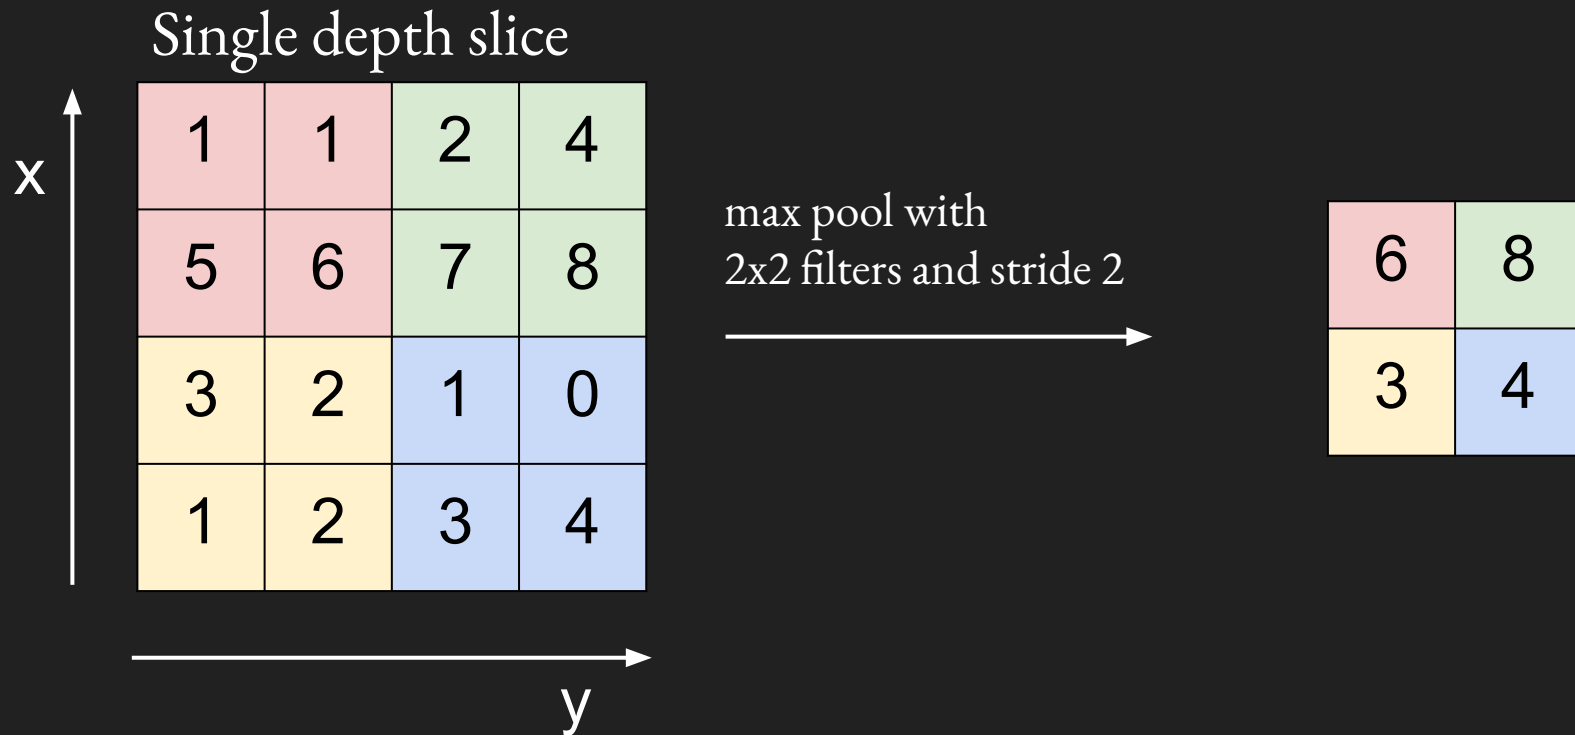 Single depth slice
x
1 1 2 4
5 6 7 8
3 2 1 0
1 2 3 4
y
max pool with
2x2 filters and stride 2
6 8
3 4